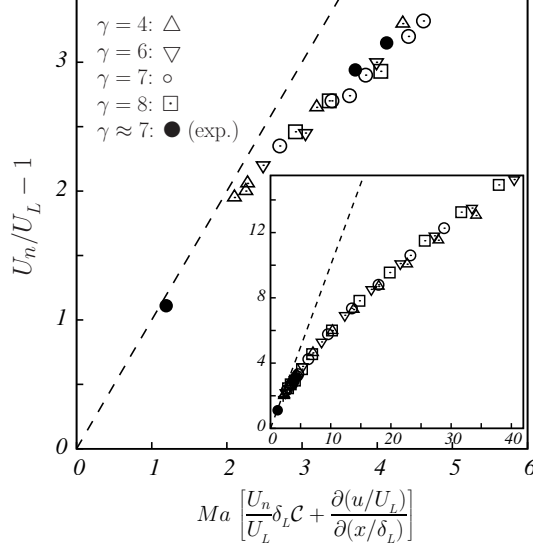 3
γ = 4: △
γ = 6: ▽
γ = 7: ○
γ = 8: ⊡
γ ≈ 7: ● (exp.)
2
1
0
0 1 2 3 4 5 6
U_n/U_L − 1
12
8
4
0
0 10 20 30 40
Ma [ U_n/U_L δ_L C + ∂(u/U_L)/∂(x/δ_L) ]